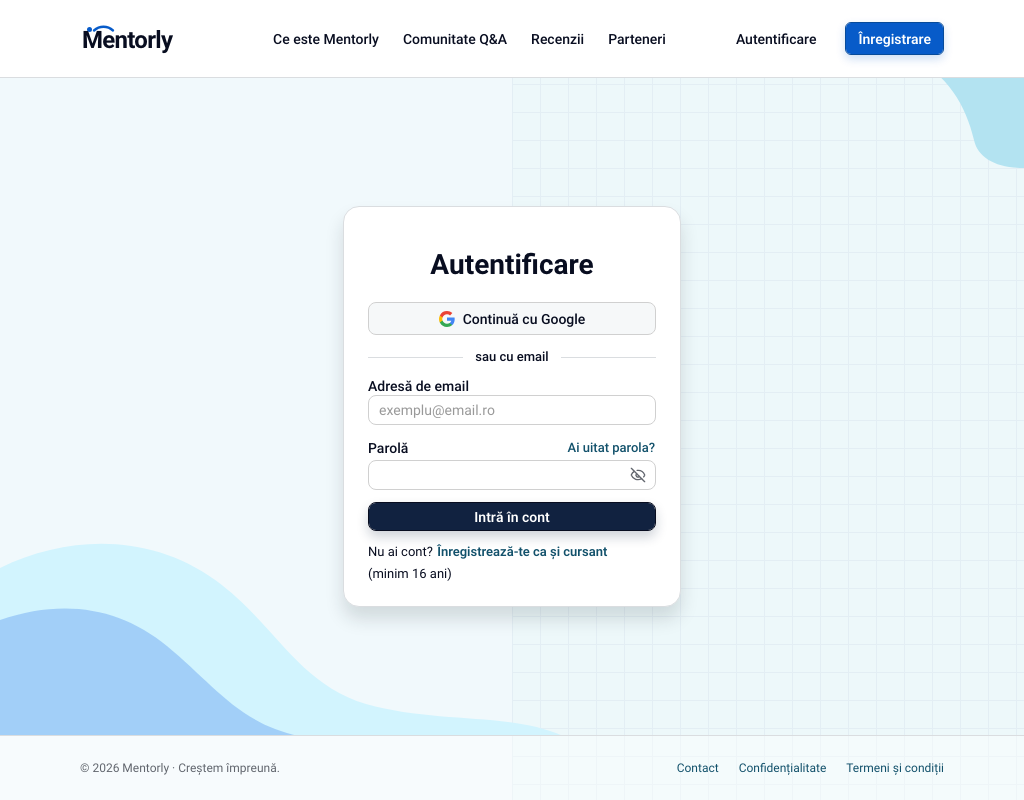 Mentorly
Ce este Mentorly
Comunitate Q&A
Recenzii
Parteneri
Autentificare
Înregistrare
Autentificare
Continuă cu Google
sau cu email
Adresă de email
exemplu@email.ro
Parolă
Ai uitat parola?
Intră în cont
Nu ai cont? Înregistrează-te ca și cursant
(minim 16 ani)
© 2026 Mentorly · Creștem împreună.
Contact
Confidențialitate
Termeni și condiții